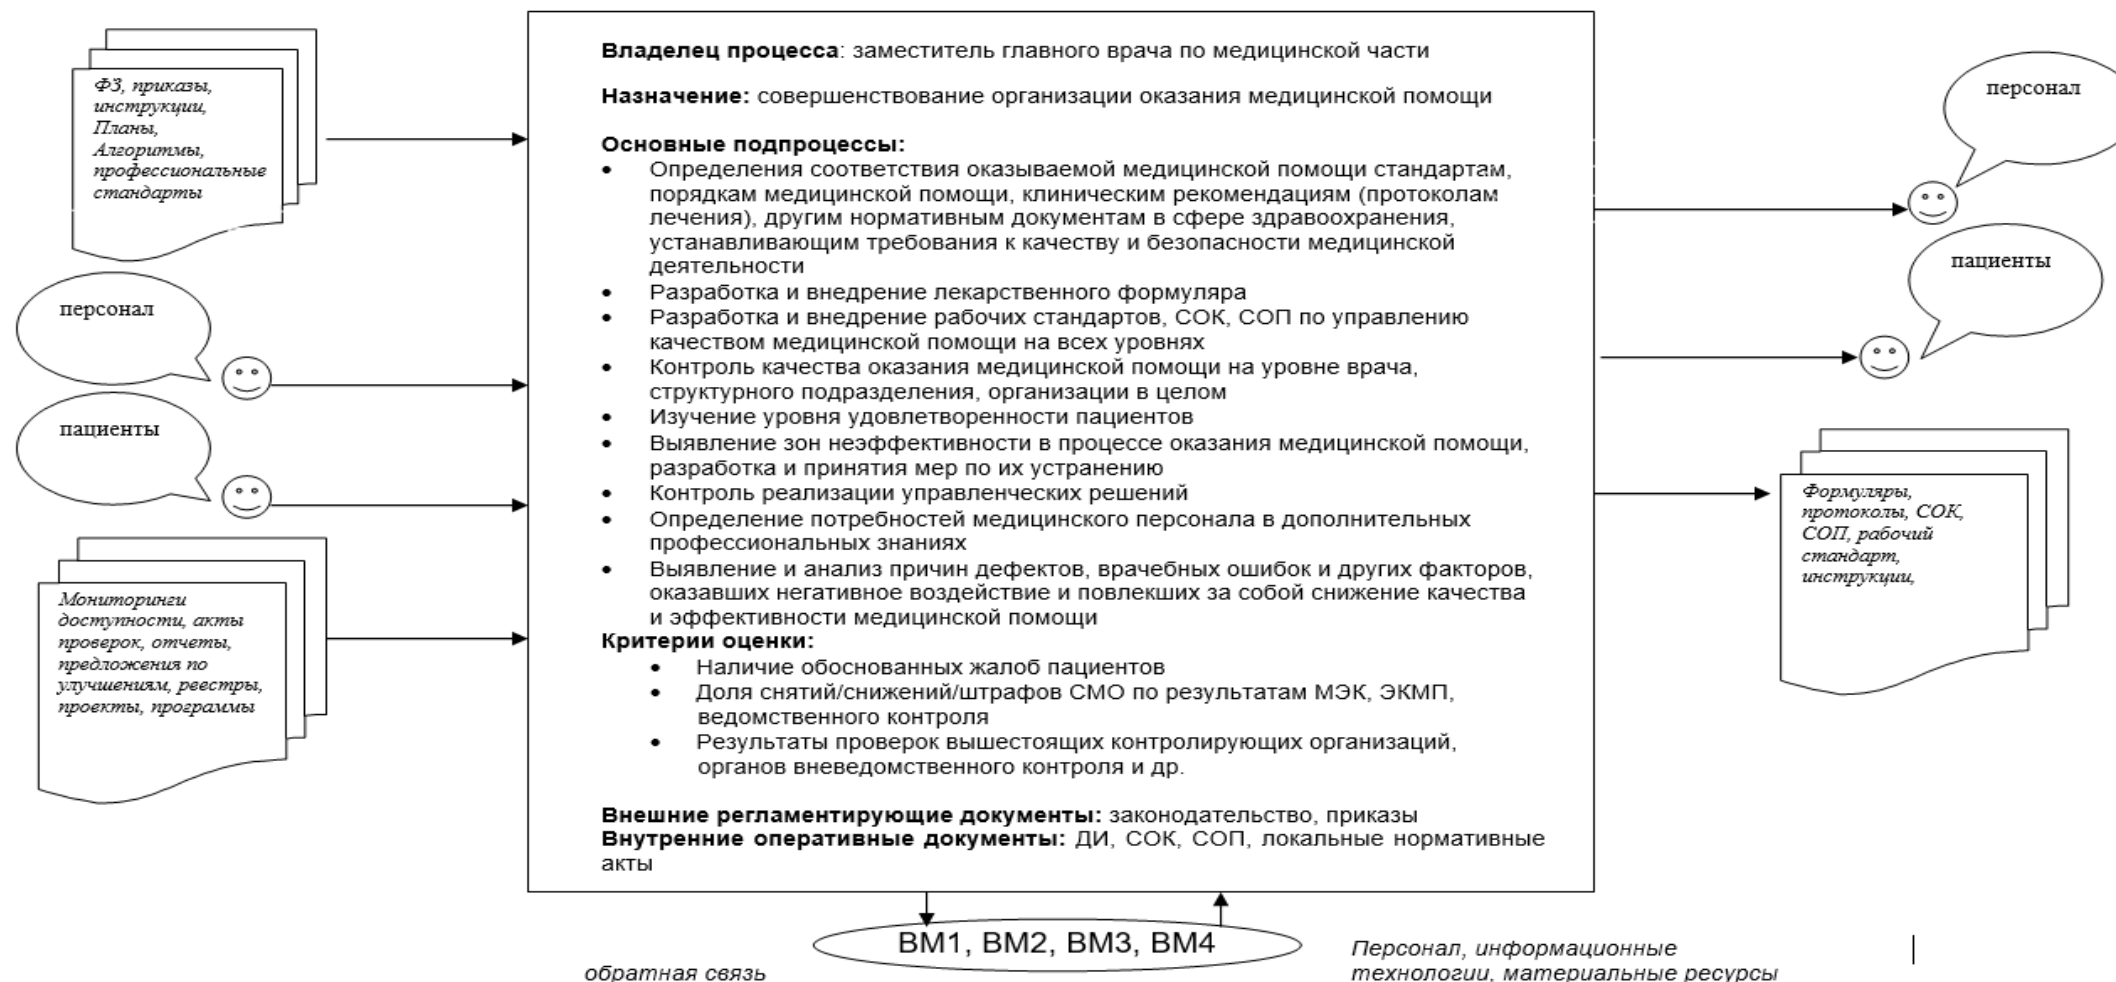 ФЗ, приказы,
инструкции,
Планы,
Алгоритмы,
профессиональные
стандарты
персонал
пациенты
Мониторинги
доступности, акты
проверок, отчеты,
предложения по
улучшениям, реестры,
проекты, программы
Владелец процесса: заместитель главного врача по медицинской части
Назначение: совершенствование организации оказания медицинской помощи
Основные подпроцессы:
• Определения соответствия оказываемой медицинской помощи стандартам,
порядкам медицинской помощи, клиническим рекомендациям (протоколам
лечения), другим нормативным документам в сфере здравоохранения,
устанавливающим требования к качеству и безопасности медицинской
деятельности
• Разработка и внедрение лекарственного формуляра
• Разработка и внедрение рабочих стандартов, СОК, СОП по управлению
качеством медицинской помощи на всех уровнях
• Контроль качества оказания медицинской помощи на уровне врача,
структурного подразделения, организации в целом
• Изучение уровня удовлетворенности пациентов
• Выявление зон неэффективности в процессе оказания медицинской помощи,
разработка и принятия мер по их устранению
• Контроль реализации управленческих решений
• Определение потребностей медицинского персонала в дополнительных
профессиональных знаниях
• Выявление и анализ причин дефектов, врачебных ошибок и других факторов,
оказавших негативное воздействие и повлекших за собой снижение качества
и эффективности медицинской помощи
Критерии оценки:
• Наличие обоснованных жалоб пациентов
• Доля снятий/снижений/штрафов СМО по результатам МЭК, ЭКМП,
ведомственного контроля
• Результаты проверок вышестоящих контролирующих организаций,
органов вневедомственного контроля и др.
Внешние регламентирующие документы: законодательство, приказы
Внутренние оперативные документы: ДИ, СОК, СОП, локальные нормативные
акты
персонал
пациенты
Формуляры,
протоколы, СОК,
СОП, рабочий
стандарт,
инструкции,
ВМ1, ВМ2, ВМ3, ВМ4
обратная связь
Персонал, информационные
технологии, материальные ресурсы